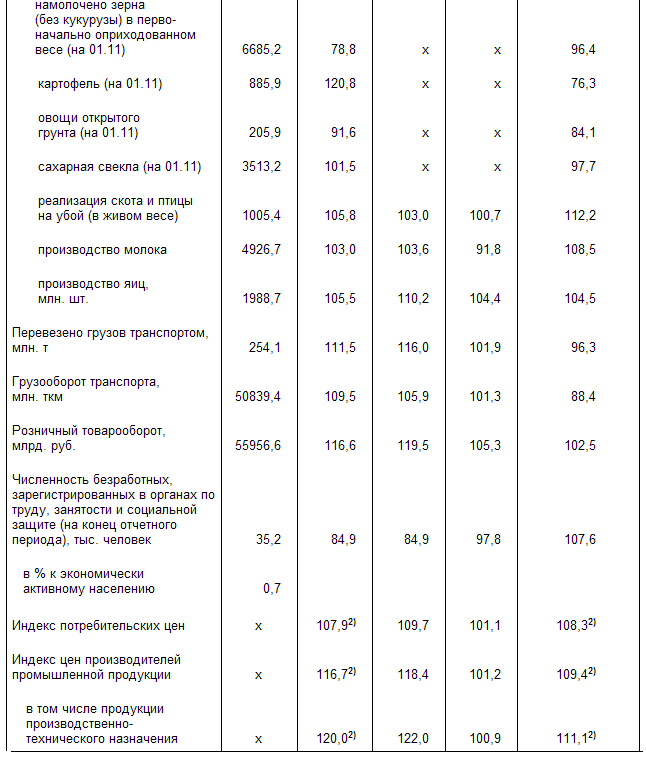 намолочено зерна
(без кукурузы) в перво-
начально оприходованном
весе (на 01.11) 6685,2 78,8 х х 96,4
картофель (на 01.11) 885,9 120,8 х х 76,3
овощи открытого
грунта (на 01.11) 205,9 91,6 х х 84,1
сахарная свекла (на 01.11) 3513,2 101,5 х х 97,7
реализация скота и птицы
на убой (в живом весе) 1005,4 105,8 103,0 100,7 112,2
производство молока 4926,7 103,0 103,6 91,8 108,5
производство яиц,
млн. шт. 1988,7 105,5 110,2 104,4 104,5
Перевезено грузов транспортом,
млн. т 254,1 111,5 116,0 101,9 96,3
Грузооборот транспорта,
млн. ткм 50839,4 109,5 105,9 101,3 88,4
Розничный товарооборот,
млрд. руб. 55956,6 116,6 119,5 105,3 102,5
Численность безработных,
зарегистрированных в органах по
труду, занятости и социальной
защите (на конец отчетного
периода), тыс. человек 35,2 84,9 84,9 97,8 107,6
в % к экономически
активному населению 0,7
Индекс потребительских цен х 107,9²⁾ 109,7 101,1 108,3²⁾
Индекс цен производителей
промышленной продукции х 116,7²⁾ 118,4 101,2 109,4²⁾
в том числе продукции
производственно-
технического назначения х 120,0²⁾ 122,0 100,9 111,1²⁾